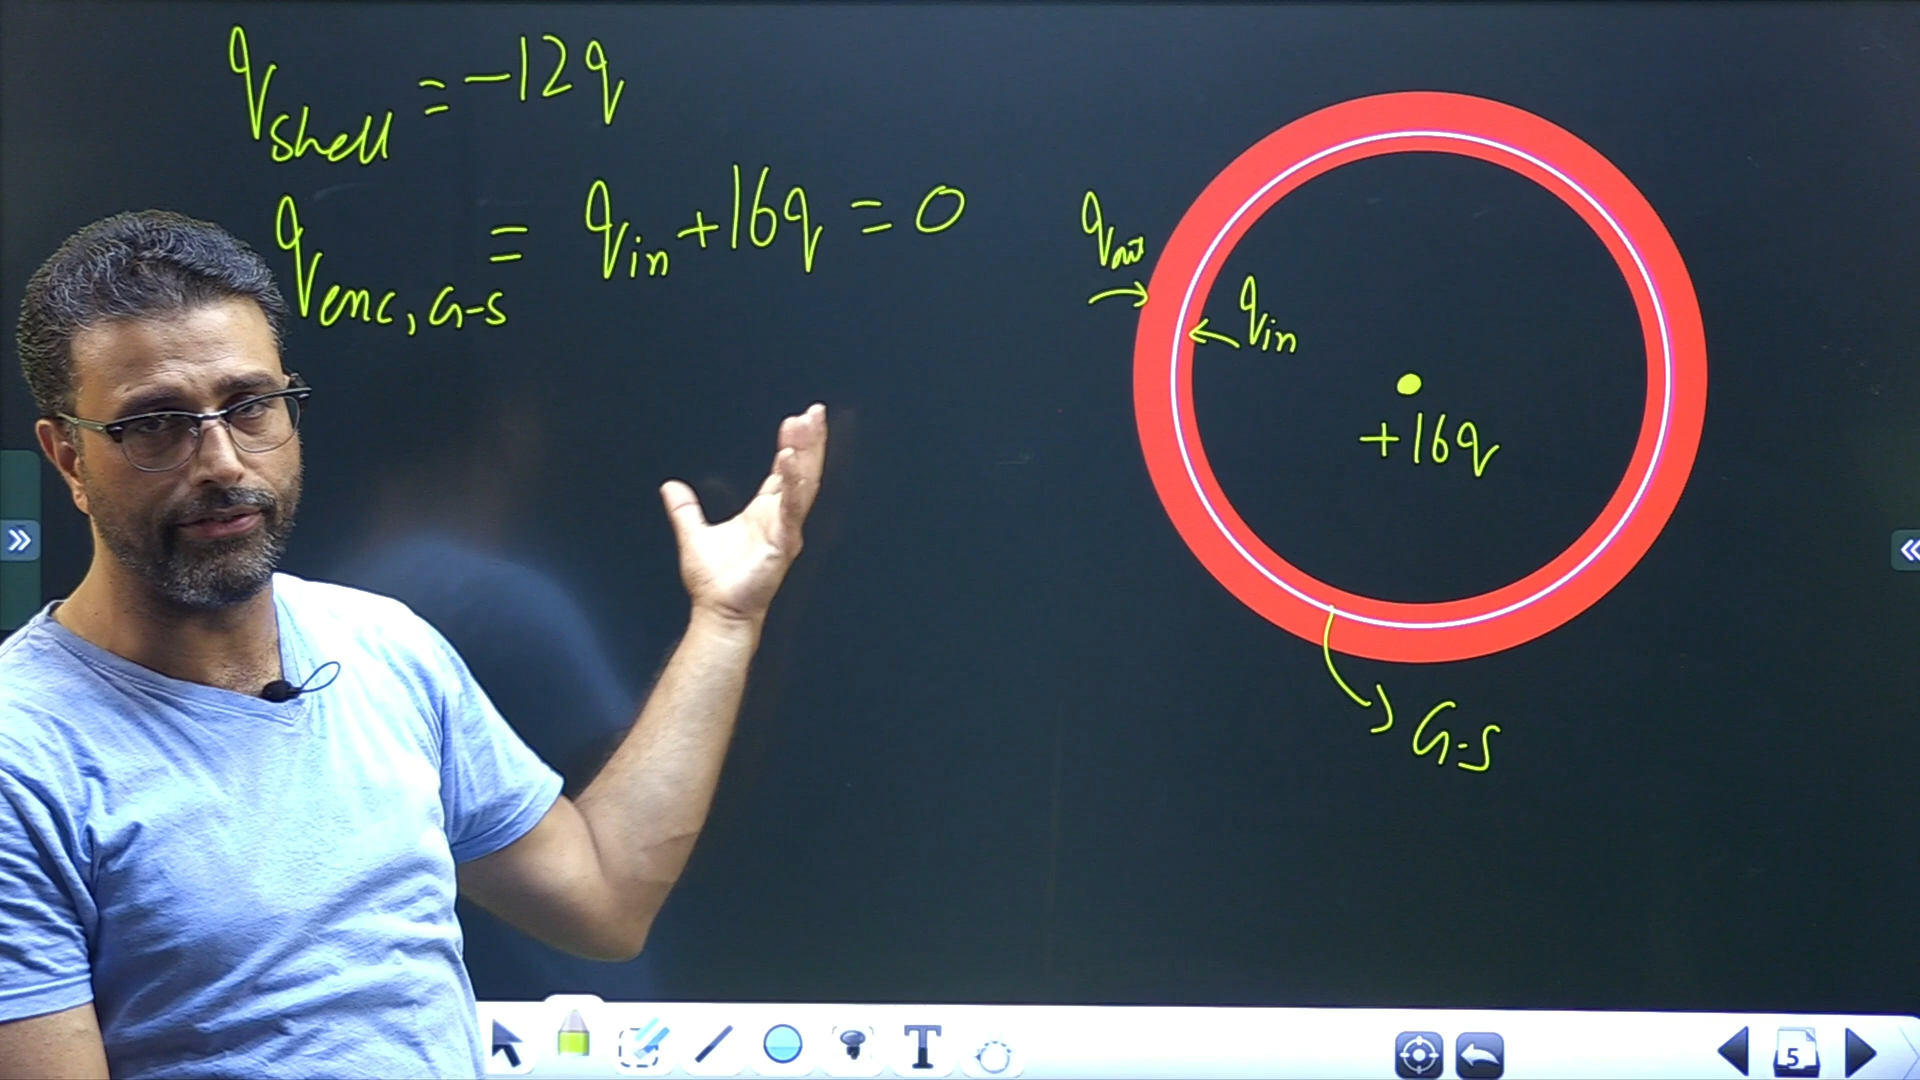 q_shell = -12q
q_enc, G-S = q_in + 16q = 0
q_out
q_in
+16q
G-S
T
5